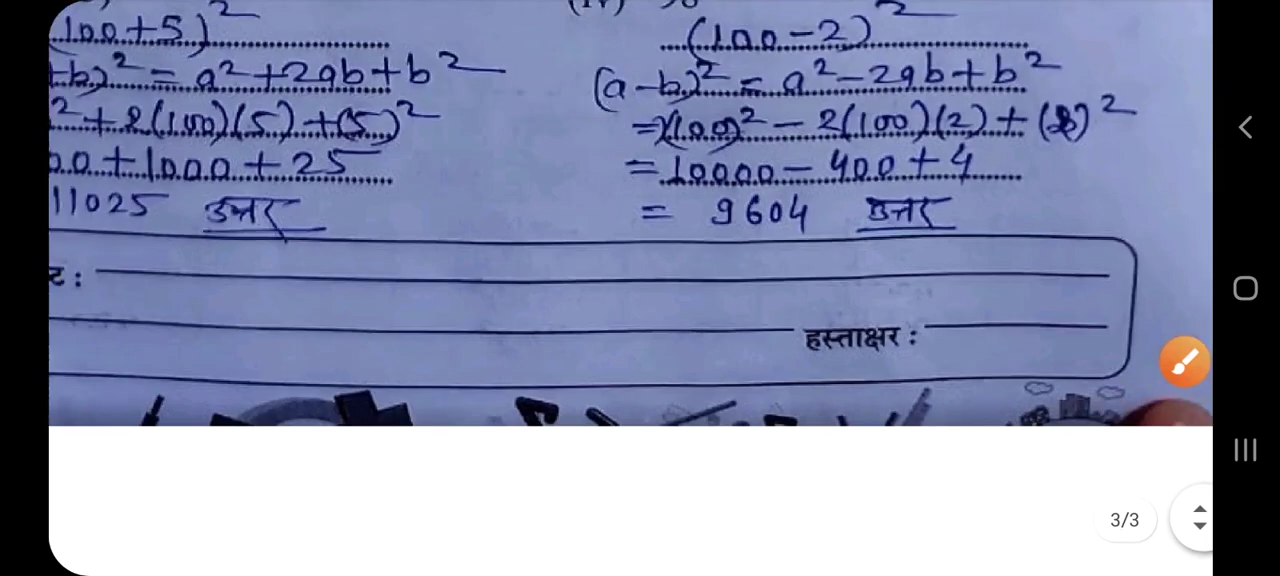 100+5)²
+b)² = a²+2ab+b²
² + 2(100)(5) + (5)²
00+1000+25
11025 उत्तर
(100-2)²
(a-b)² = a²-2ab+b²
=(100)² - 2(100)(2) + (2)²
= 10000 - 400 + 4
= 9604 उत्तर
हस्ताक्षर :
3/3